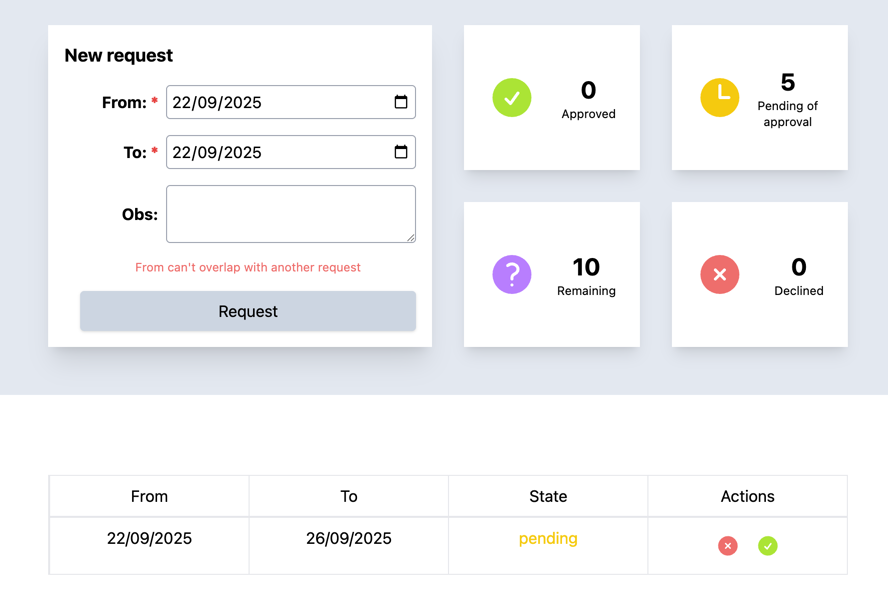 New request
From: *
22/09/2025
To: *
22/09/2025
Obs:
From can't overlap with another request
Request
0
Approved
5
Pending of
approval
?
10
Remaining
0
Declined
From To State Actions
22/09/2025 26/09/2025 pending